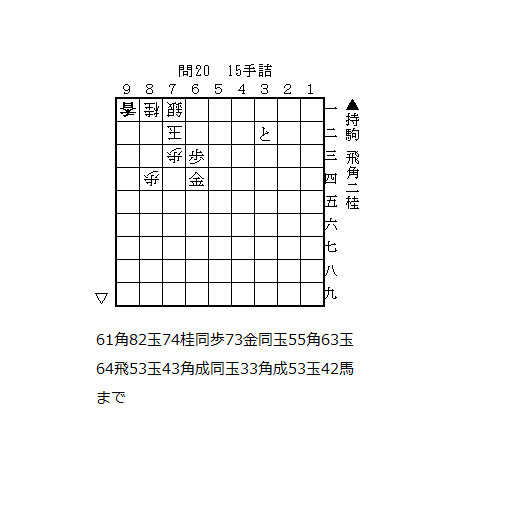 問20 15手詰
9 8 7 6 5 4 3 2 1
香 桂 銀 一
玉 と 二
歩 歩 三
歩 金 四
五
六
七
八
九
▲持駒 飛角二桂
▽
61角82玉74桂同歩73金同玉55角63玉
64飛53玉43角成同玉33角成53玉42馬
まで